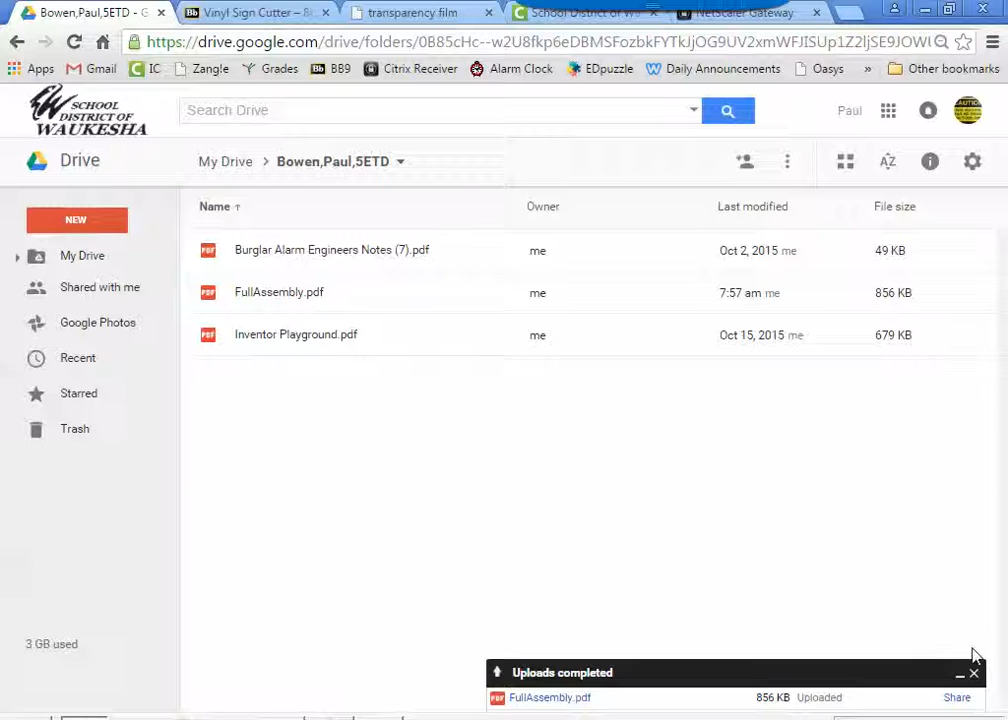 Bowen,Paul,5ETD - G
Vinyl Sign Cutter – Bl
transparency film
School District of W
NetScaler Gateway
https://drive.google.com/drive/folders/0B85cHc--w2U8fkp6eDBMSFozbkFYTkJjOG9UV2xmWFJISUp1Z2ljSE9JOWU
Apps Gmail IC Zangle Grades BB9 Citrix Receiver Alarm Clock EDpuzzle Daily Announcements Oasys » Other bookmarks
SCHOOL
DISTRICT OF
WAUKESHA
Search Drive
Paul
Drive
My Drive > Bowen,Paul,5ETD
NEW
Name Owner Last modified File size
Burglar Alarm Engineers Notes (7).pdf me Oct 2, 2015 me 49 KB
FullAssembly.pdf me 7:57 am me 856 KB
Inventor Playground.pdf me Oct 15, 2015 me 679 KB
My Drive
Shared with me
Google Photos
Recent
Starred
Trash
3 GB used
Uploads completed
FullAssembly.pdf 856 KB Uploaded Share